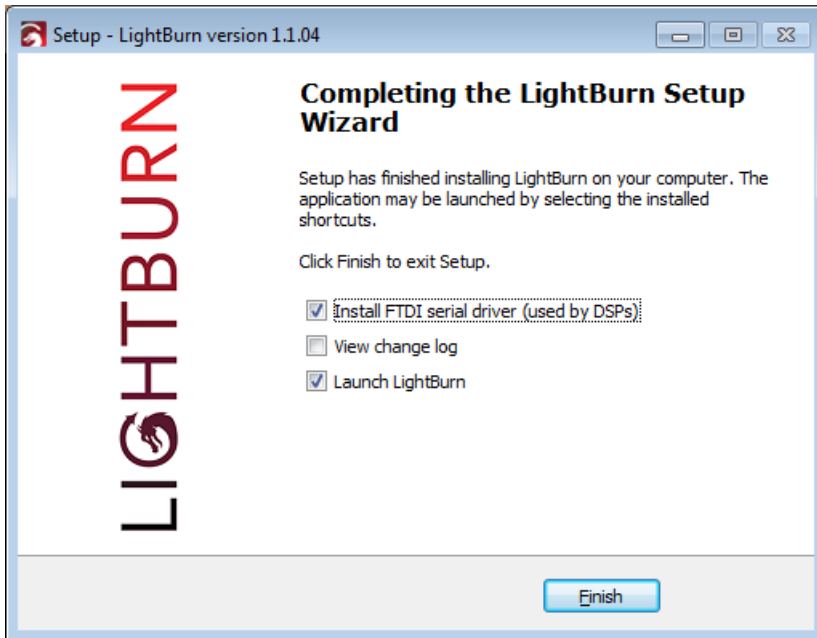 Setup - LightBurn version 1.1.04
LIGHTBURN
Completing the LightBurn Setup
Wizard
Setup has finished installing LightBurn on your computer. The
application may be launched by selecting the installed
shortcuts.
Click Finish to exit Setup.
Install FTDI serial driver (used by DSPs)
View change log
Launch LightBurn
Finish